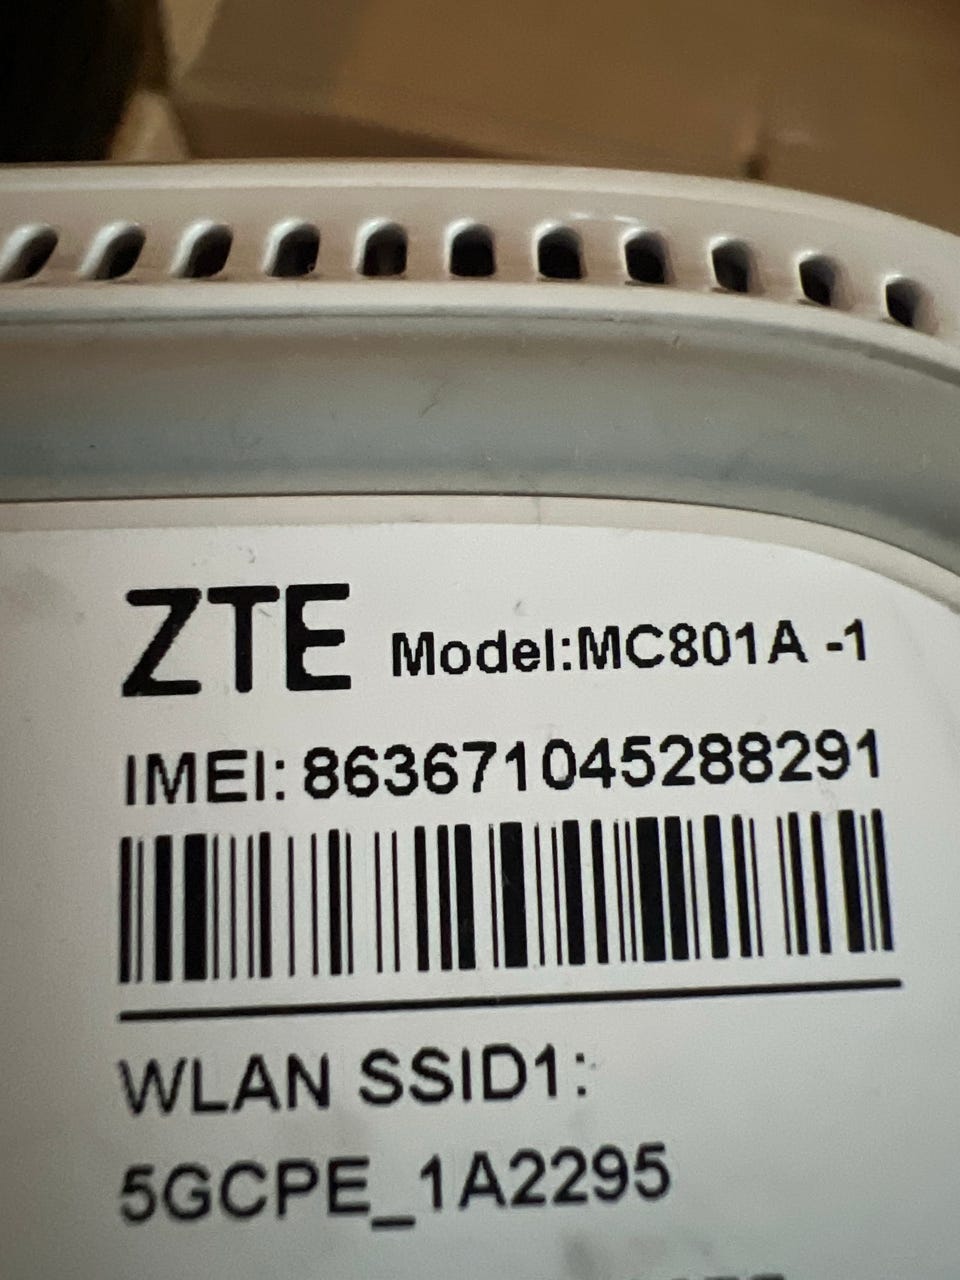 ZTE Model:MC801A -1
IMEI: 863671045288291
WLAN SSID1:
5GCPE_1A2295